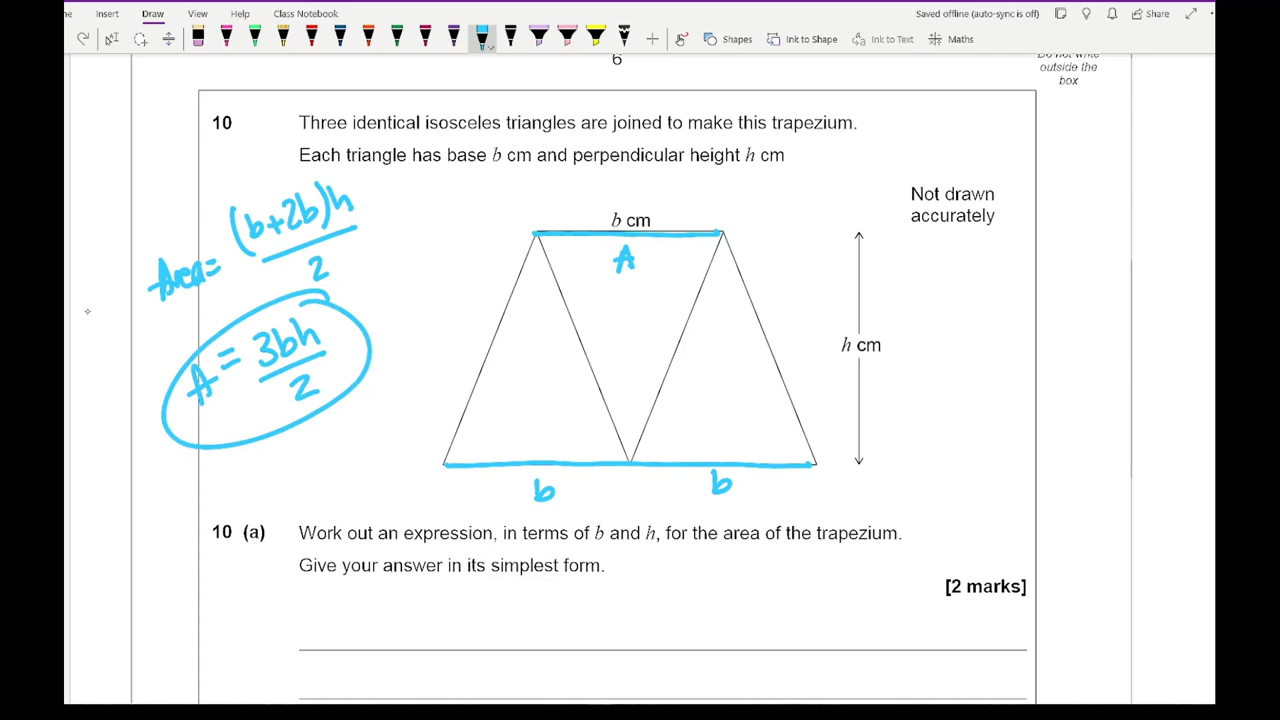 me Insert Draw View Help Class Notebook Saved offline (auto-sync is off) Share
Shapes Ink to Shape Ink to Text Maths
6
Do not write
outside the
box
10 Three identical isosceles triangles are joined to make this trapezium.
Each triangle has base b cm and perpendicular height h cm
Not drawn
accurately
b cm
A
(b+2b)h
Area=
2
A = 3bh
2
h cm
b b
10 (a) Work out an expression, in terms of b and h, for the area of the trapezium.
Give your answer in its simplest form.
[2 marks]